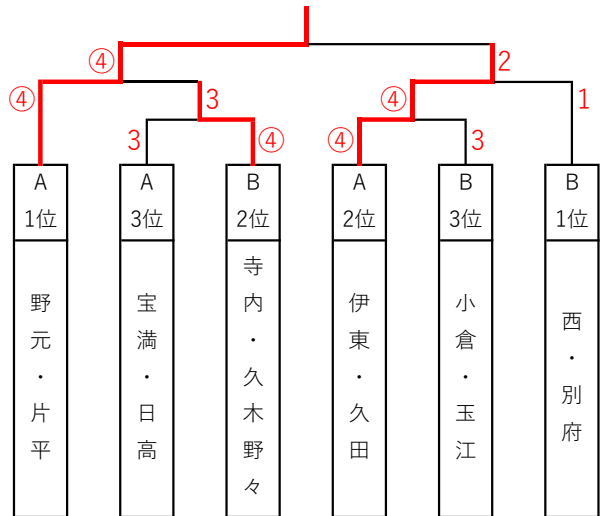 ④ 2
④ 3 ④ 1
3 ④ ④ 3
A A B A B B
1位 3位 2位 2位 3位 1位
野元・片平
宝満・日高
寺内・久木野々
伊東・久田
小倉・玉江
西・別府